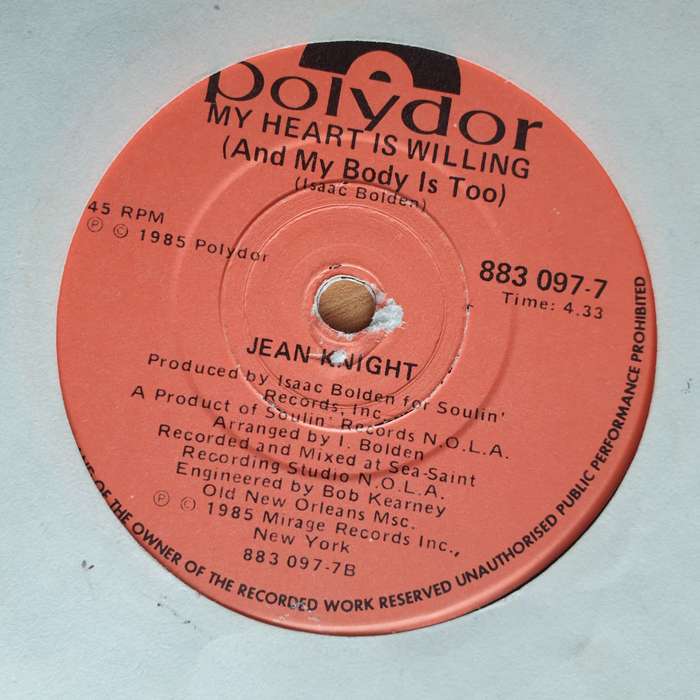 polydor
MY HEART IS WILLING
(And My Body Is Too)
(Isaac Bolden)
45 RPM
Ⓟ © 1985 Polydor
883 097-7
Time: 4.33
JEAN KNIGHT
Produced by Isaac Bolden for Soulin'
Records, Inc.
A Product of Soulin' Records N.O.L.A.
Arranged by I. Bolden
Recorded and Mixed at Sea-Saint
Recording Studio N.O.L.A.
Engineered by Bob Kearney
Old New Orleans Msc.
Ⓟ © 1985 Mirage Records Inc.,
New York
883 097-7B
OF THE OWNER OF THE RECORDED WORK RESERVED UNAUTHORISED PUBLIC PERFORMANCE PROHIBITED